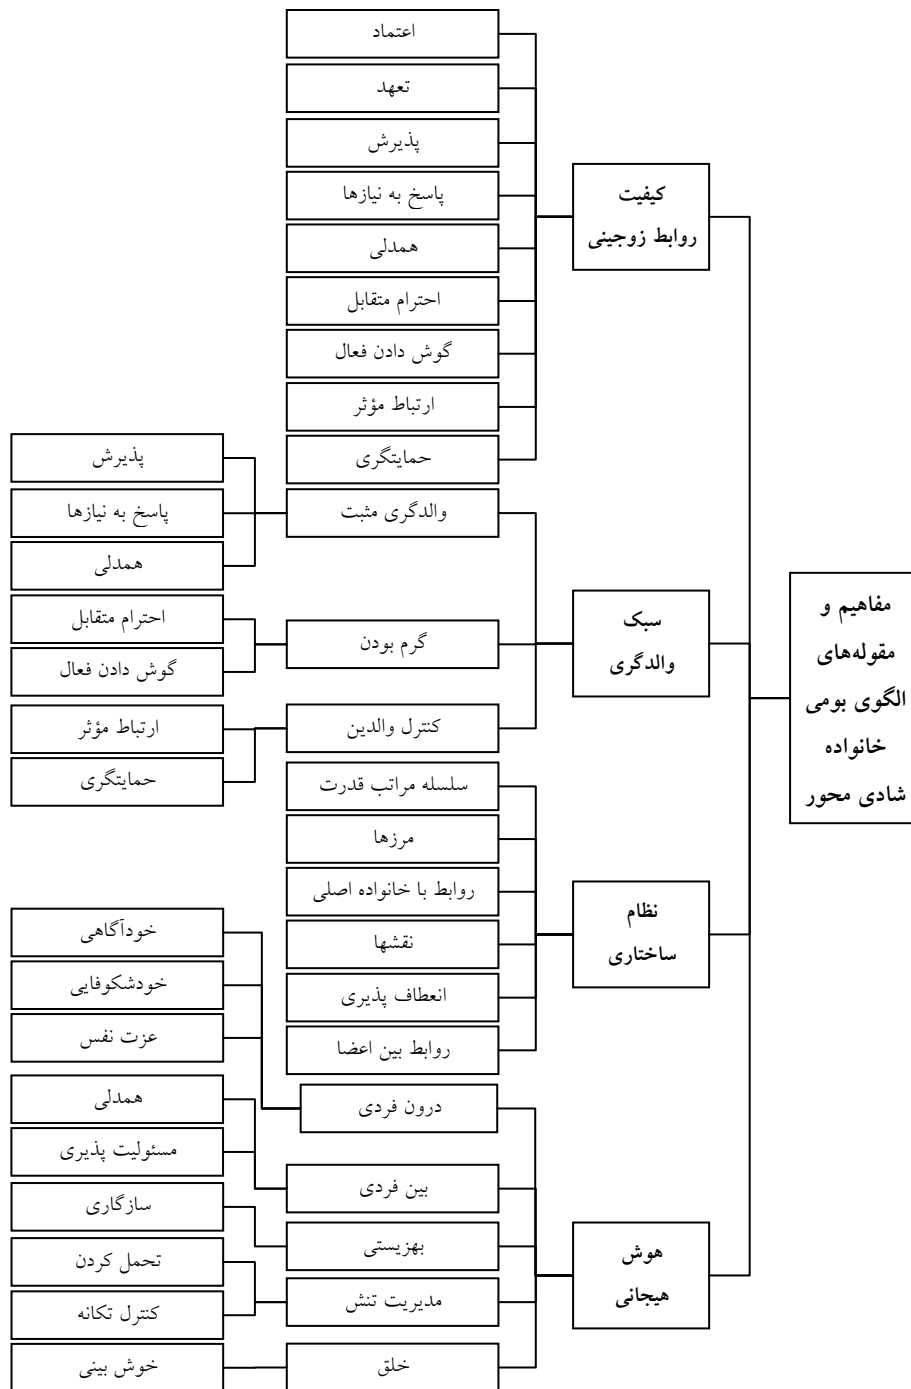 مفاهیم و
مقوله‌های
الگوی بومی
خانواده
شادی محور
کیفیت
روابط زوجینی
اعتماد
تعهد
پذیرش
پاسخ به نیازها
همدلی
احترام متقابل
گوش دادن فعال
ارتباط مؤثر
حمایتگری
سبک
والدگری
والدگری مثبت
پذیرش
پاسخ به نیازها
همدلی
گرم بودن
احترام متقابل
گوش دادن فعال
کنترل والدین
ارتباط مؤثر
حمایتگری
نظام
ساختاری
سلسله مراتب قدرت
مرزها
روابط با خانواده اصلی
نقشها
انعطاف پذیری
روابط بین اعضا
هوش
هیجانی
درون فردی
خودآگاهی
خودشکوفایی
عزت نفس
بین فردی
همدلی
مسئولیت پذیری
بهزیستی
سازگاری
مدیریت تنش
تحمل کردن
کنترل تکانه
خلق
خوش بینی